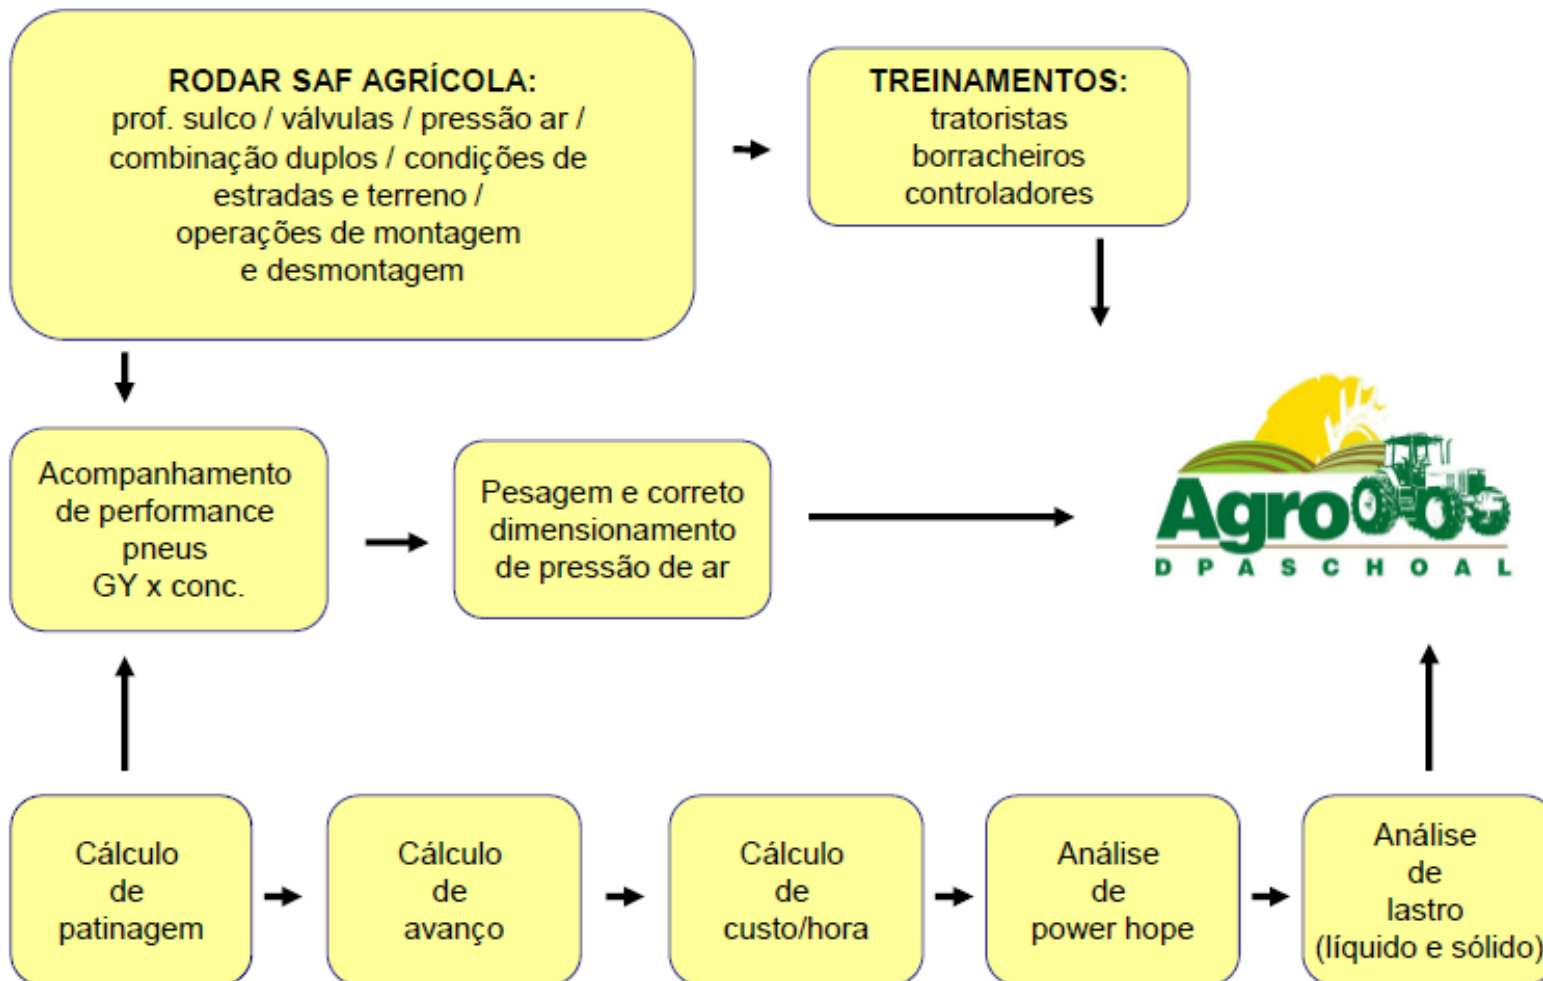 RODAR SAF AGRÍCOLA:
prof. sulco / válvulas / pressão ar /
combinação duplos / condições de
estradas e terreno /
operações de montagem
e desmontagem
TREINAMENTOS:
tratoristas
borracheiros
controladores
Acompanhamento
de performance
pneus
GY x conc.
Pesagem e correto
dimensionamento
de pressão de ar
Agro
DPASCHOAL
Cálculo
de
patinagem
Cálculo
de
avanço
Cálculo
de
custo/hora
Análise
de
power hope
Análise
de
lastro
(líquido e sólido)